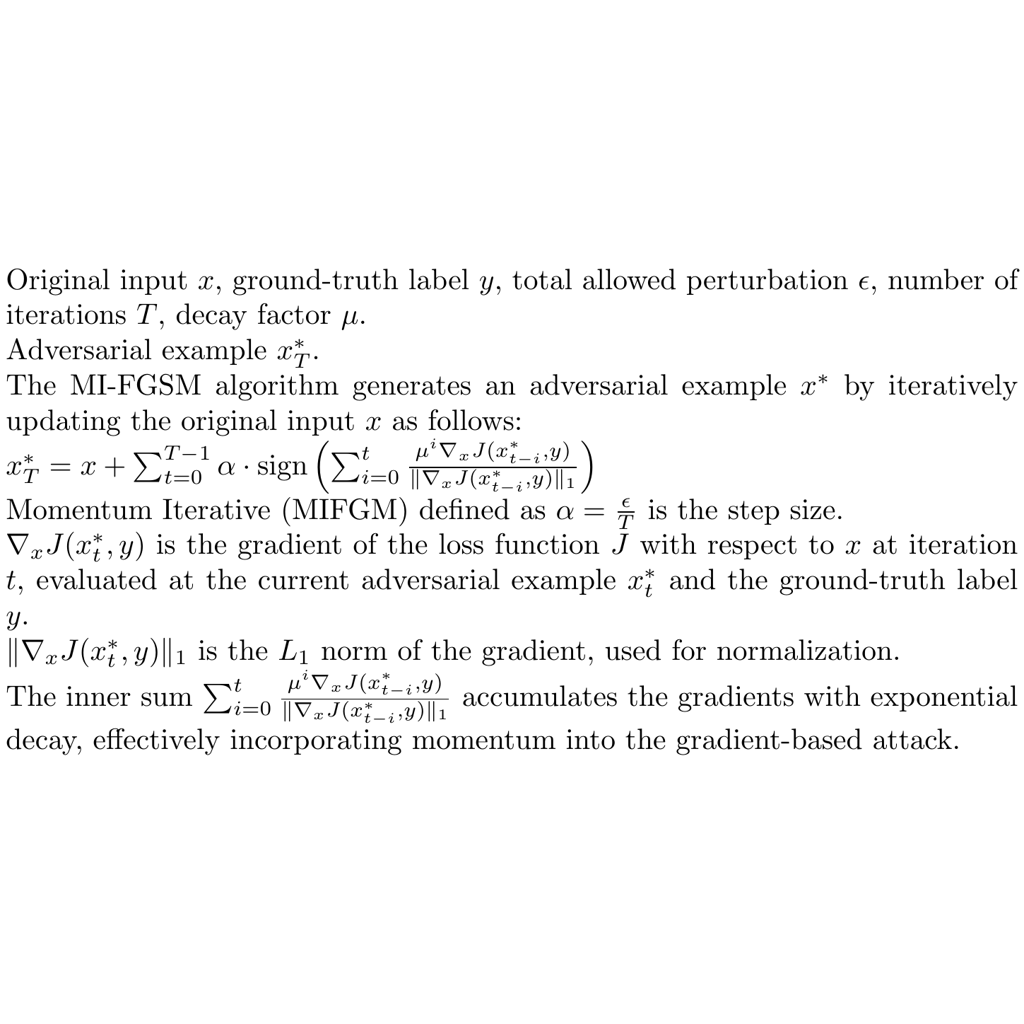 Original input $x$, ground-truth label $y$, total allowed perturbation $\epsilon$, number of
iterations $T$, decay factor $\mu$.
Adversarial example $x_T^*$.
The MI-FGSM algorithm generates an adversarial example $x^*$ by iteratively
updating the original input $x$ as follows:
$x_T^* = x + \sum_{t=0}^{T-1} \alpha \cdot \text{sign}\left(\sum_{i=0}^{t} \frac{\mu^i \nabla_x J(x_{t-i}^*, y)}{\|\nabla_x J(x_{t-i}^*, y)\|_1}\right)$
Momentum Iterative (MIFGM) defined as $\alpha = \frac{\epsilon}{T}$ is the step size.
$\nabla_x J(x_t^*, y)$ is the gradient of the loss function $J$ with respect to $x$ at iteration
$t$, evaluated at the current adversarial example $x_t^*$ and the ground-truth label
$y$.
$\|\nabla_x J(x_t^*, y)\|_1$ is the $L_1$ norm of the gradient, used for normalization.
The inner sum $\sum_{i=0}^{t} \frac{\mu^i \nabla_x J(x_{t-i}^*, y)}{\|\nabla_x J(x_{t-i}^*, y)\|_1}$ accumulates the gradients with exponential
decay, effectively incorporating momentum into the gradient-based attack.